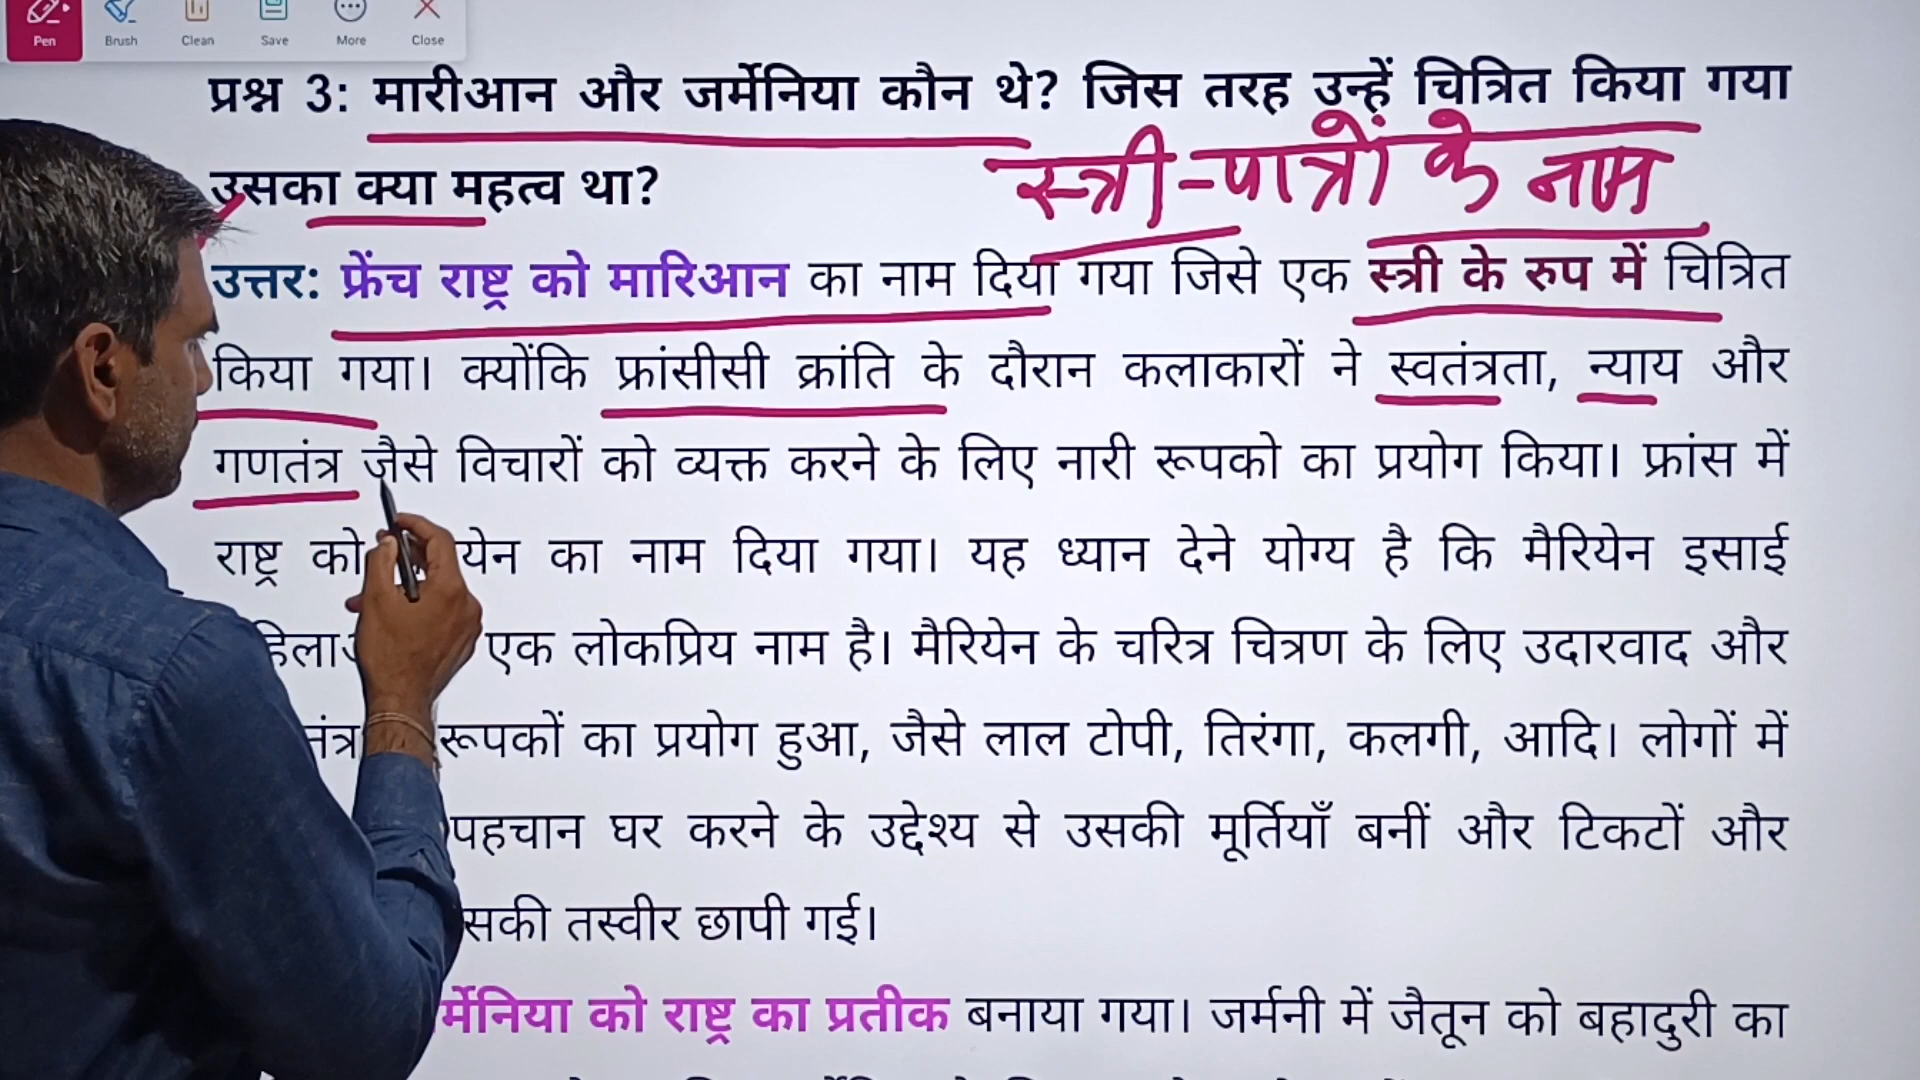 Pen Brush Clean Save More Close
प्रश्न 3: मारीआन और जर्मेनिया कौन थे? जिस तरह उन्हें चित्रित किया गया
उसका क्या महत्व था?
स्त्री-पात्रों के नाम
उत्तर: फ्रेंच राष्ट्र को मारिआन का नाम दिया गया जिसे एक स्त्री के रुप में चित्रित
किया गया। क्योंकि फ्रांसीसी क्रांति के दौरान कलाकारों ने स्वतंत्रता, न्याय और
गणतंत्र जैसे विचारों को व्यक्त करने के लिए नारी रूपको का प्रयोग किया। फ्रांस में
राष्ट्र को येन का नाम दिया गया। यह ध्यान देने योग्य है कि मैरियेन इसाई
एक लोकप्रिय नाम है। मैरियेन के चरित्र चित्रण के लिए उदारवाद और
रूपकों का प्रयोग हुआ, जैसे लाल टोपी, तिरंगा, कलगी, आदि। लोगों में
पहचान घर करने के उद्देश्य से उसकी मूर्तियाँ बनीं और टिकटों और
सकी तस्वीर छापी गई।
र्मेनिया को राष्ट्र का प्रतीक बनाया गया। जर्मनी में जैतून को बहादुरी का